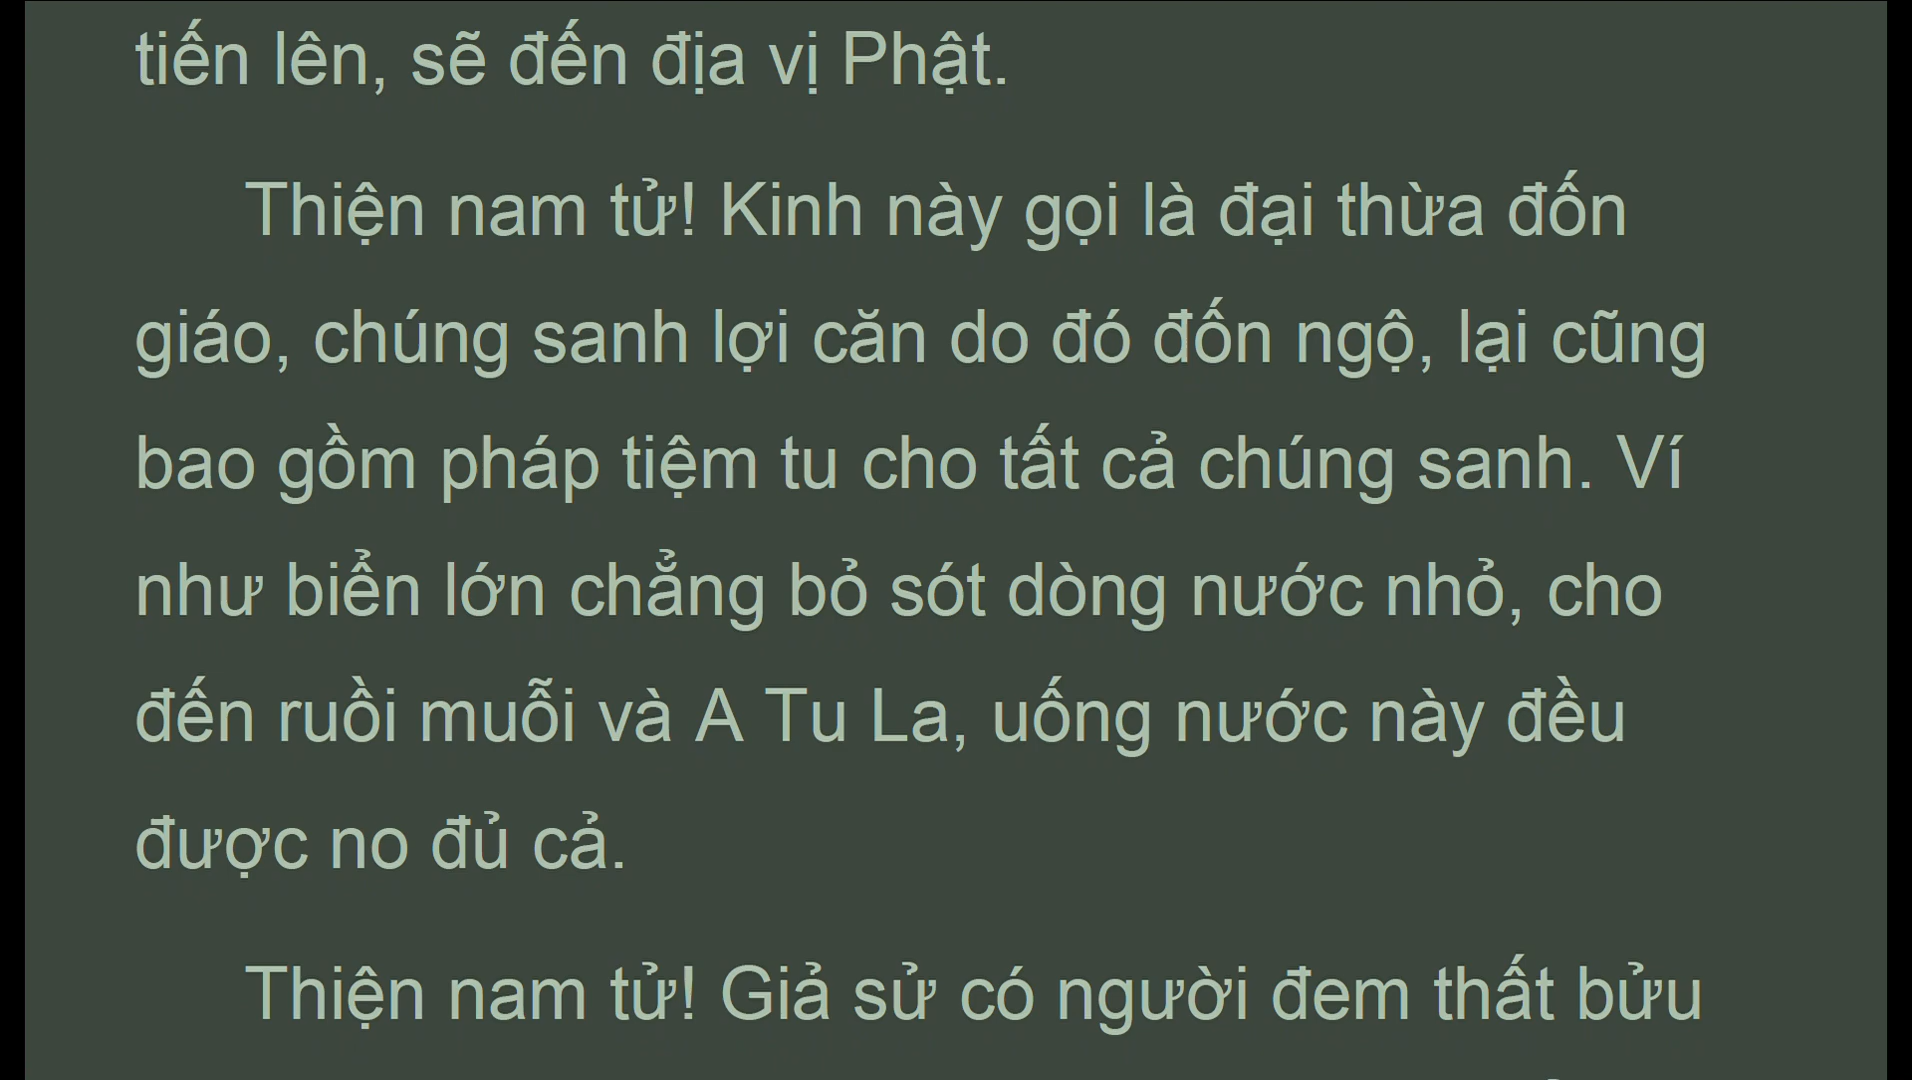 tiến lên, sẽ đến địa vị Phật.
Thiện nam tử! Kinh này gọi là đại thừa đốn
giáo, chúng sanh lợi căn do đó đốn ngộ, lại cũng
bao gồm pháp tiệm tu cho tất cả chúng sanh. Ví
như biển lớn chẳng bỏ sót dòng nước nhỏ, cho
đến ruồi muỗi và A Tu La, uống nước này đều
được no đủ cả.
Thiện nam tử! Giả sử có người đem thất bửu